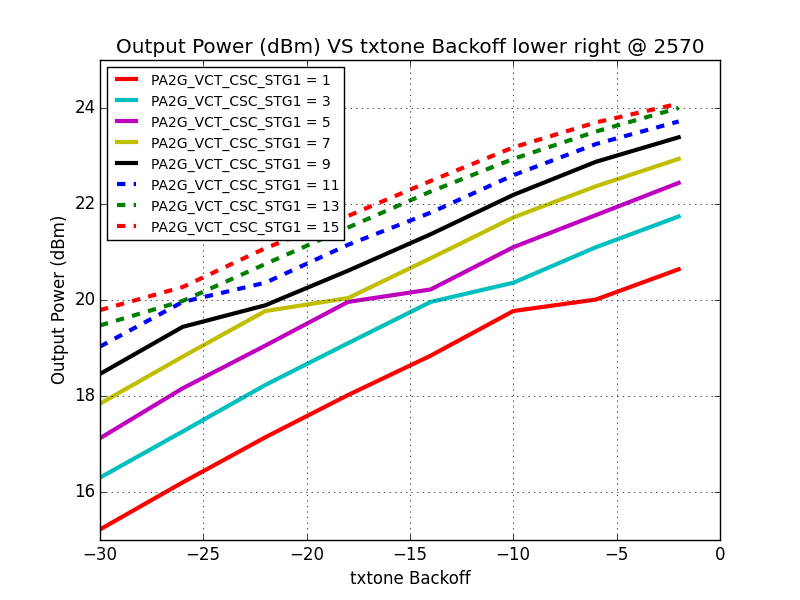 Output Power (dBm) VS txtone Backoff lower right @ 2570
PA2G_VCT_CSC_STG1 = 1
PA2G_VCT_CSC_STG1 = 3
PA2G_VCT_CSC_STG1 = 5
PA2G_VCT_CSC_STG1 = 7
PA2G_VCT_CSC_STG1 = 9
PA2G_VCT_CSC_STG1 = 11
PA2G_VCT_CSC_STG1 = 13
PA2G_VCT_CSC_STG1 = 15
Output Power (dBm)
24
22
20
18
16
−30 −25 −20 −15 −10 −5 0
txtone Backoff